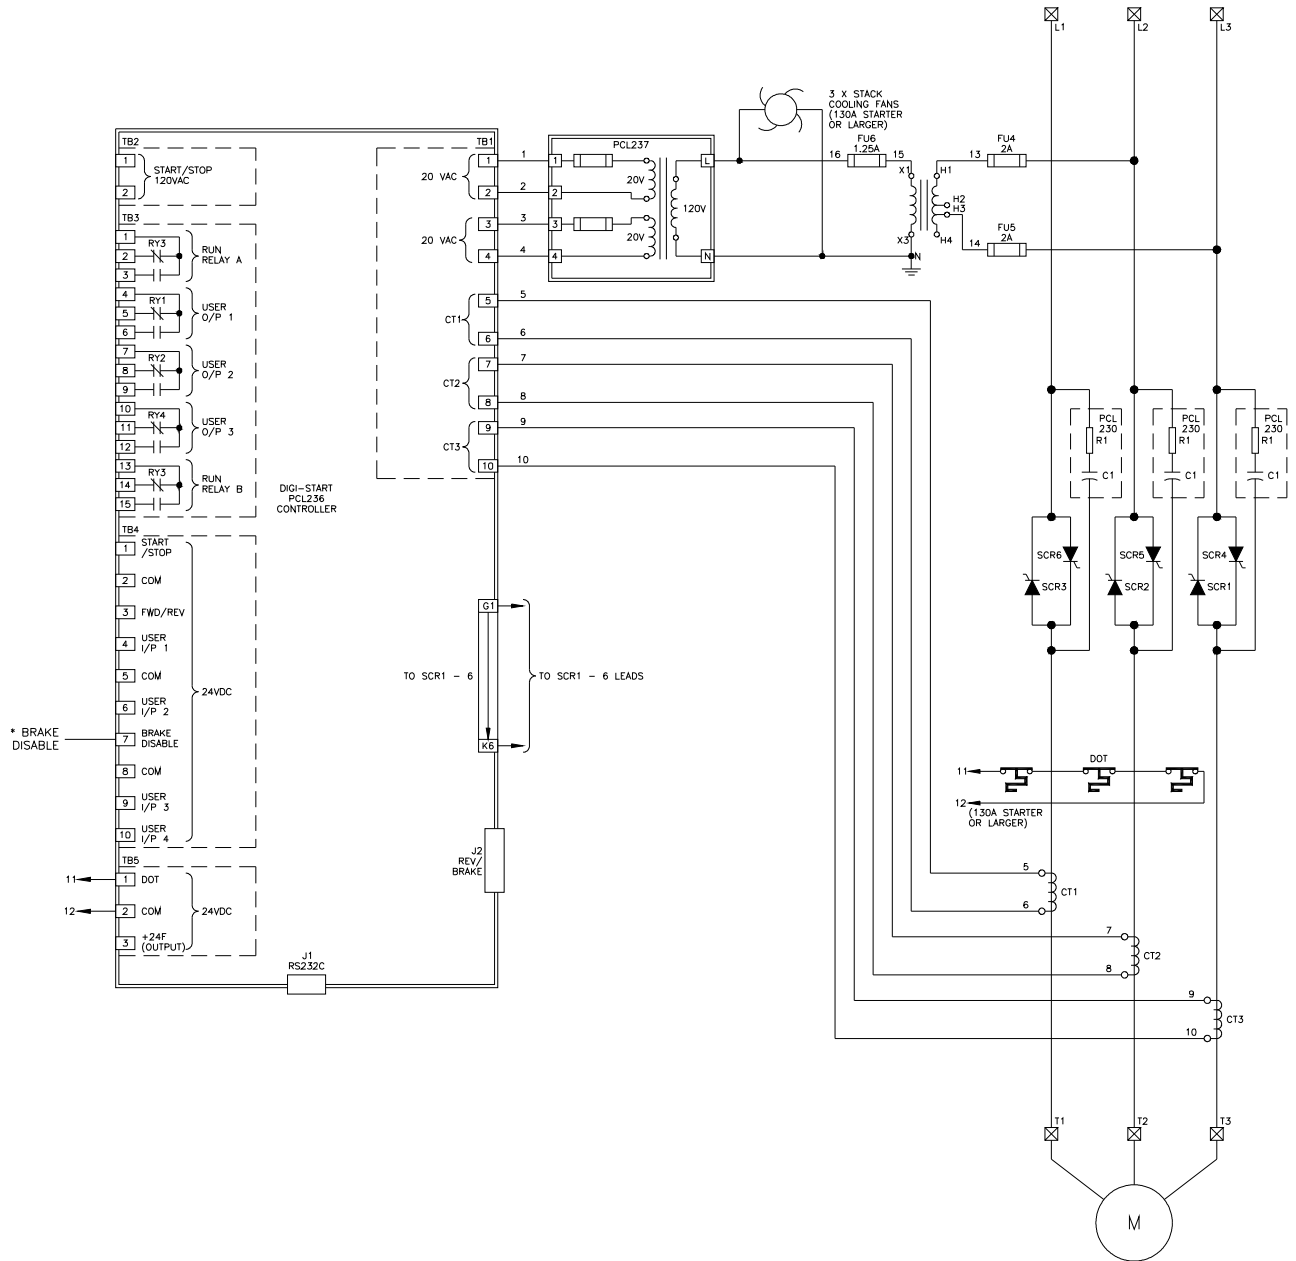 L1
L2
L3
3 X STACK
COOLING FANS
(130A STARTER
OR LARGER)
FU6
1.25A
16
15
X1
X3
N
H1
H2
H3
H4
13
FU4
2A
14
FU5
2A
PCL237
1
2
3
4
20V
20V
120V
L
N
TB1
20 VAC
1
2
20 VAC
3
4
CT1
5
6
CT2
7
8
CT3
9
10
1
2
3
4
5
6
7
8
9
10
TB2
1
2
START/STOP
120VAC
TB3
1
2
3
RY3
RUN
RELAY A
4
5
6
RY1
USER
O/P 1
7
8
9
RY2
USER
O/P 2
10
11
12
RY4
USER
O/P 3
13
14
15
RY3
RUN
RELAY B
DIGI-START
PCL236
CONTROLLER
TB4
1 START
/STOP
2 COM
3 FWD/REV
4 USER
I/P 1
5 COM
6 USER
I/P 2
7 BRAKE
DISABLE
8 COM
9 USER
I/P 3
10 USER
I/P 4
24VDC
* BRAKE
DISABLE
TB5
11
1 DOT
12
2 COM
3 +24F
(OUTPUT)
24VDC
J1
RS232C
J2
REV/
BRAKE
G1
K6
TO SCR1 - 6
TO SCR1 - 6 LEADS
PCL
230
R1
C1
PCL
230
R1
C1
PCL
230
R1
C1
SCR6
SCR3
SCR5
SCR2
SCR4
SCR1
DOT
11
12
(130A STARTER
OR LARGER)
5
6
CT1
7
8
CT2
9
10
CT3
T1
T2
T3
M